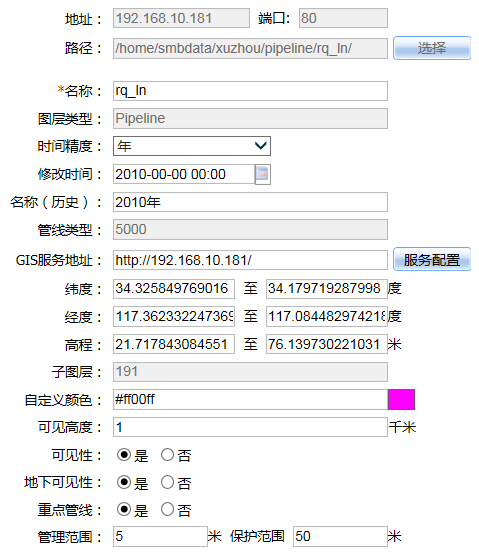 地址： 192.168.10.181 端口： 80
路径： /home/smbdata/xuzhou/pipeline/rq_ln/ 选择
*名称： rq_ln
图层类型： Pipeline
时间精度： 年
修改时间： 2010-00-00 00:00
名称（历史）： 2010年
管线类型： 5000
GIS服务地址： http://192.168.10.181/ 服务配置
纬度： 34.325849769016 至 34.179719287998 度
经度： 117.362332247369 至 117.084482974218 度
高程： 21.717843084551 至 76.139730221031 米
子图层： 191
自定义颜色： #ff00ff
可见高度： 1 千米
可见性： 是 否
地下可见性： 是 否
重点管线： 是 否
管理范围： 5 米 保护范围 50 米